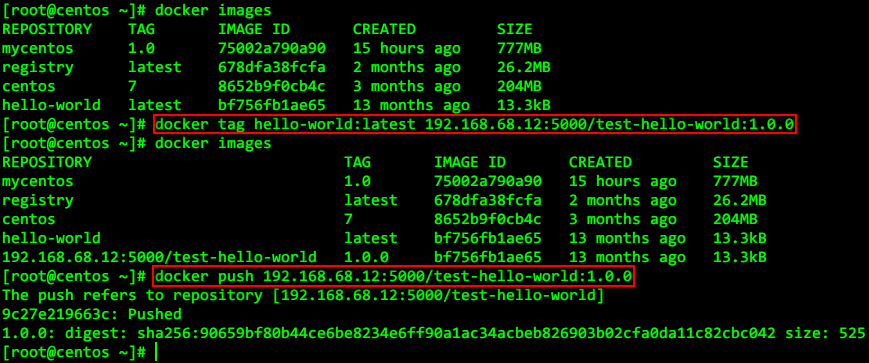 [root@centos ~]# docker images
REPOSITORY TAG IMAGE ID CREATED SIZE
mycentos 1.0 75002a790a90 15 hours ago 777MB
registry latest 678dfa38fcfa 2 months ago 26.2MB
centos 7 8652b9f0cb4c 3 months ago 204MB
hello-world latest bf756fb1ae65 13 months ago 13.3kB
[root@centos ~]# docker tag hello-world:latest 192.168.68.12:5000/test-hello-world:1.0.0
[root@centos ~]# docker images
REPOSITORY TAG IMAGE ID CREATED SIZE
mycentos 1.0 75002a790a90 15 hours ago 777MB
registry latest 678dfa38fcfa 2 months ago 26.2MB
centos 7 8652b9f0cb4c 3 months ago 204MB
hello-world latest bf756fb1ae65 13 months ago 13.3kB
192.168.68.12:5000/test-hello-world 1.0.0 bf756fb1ae65 13 months ago 13.3kB
[root@centos ~]# docker push 192.168.68.12:5000/test-hello-world:1.0.0
The push refers to repository [192.168.68.12:5000/test-hello-world]
9c27e219663c: Pushed
1.0.0: digest: sha256:90659bf80b44ce6be8234e6ff90a1ac34acbeb826903b02cfa0da11c82cbc042 size: 525
[root@centos ~]#